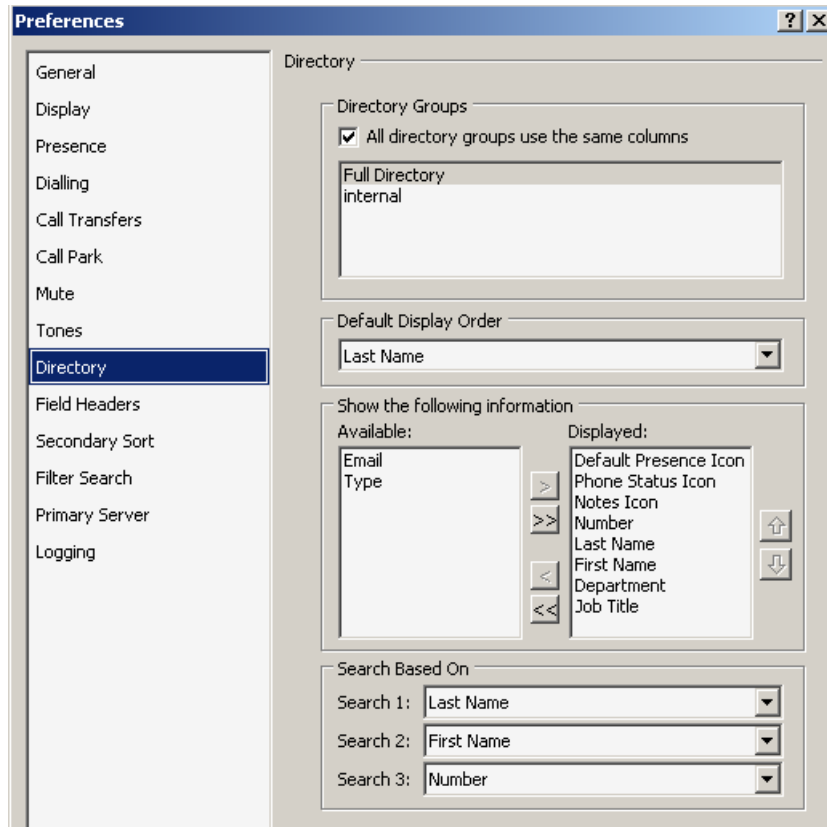 Preferences
General
Display
Presence
Dialling
Call Transfers
Call Park
Mute
Tones
Directory
Field Headers
Secondary Sort
Filter Search
Primary Server
Logging
Directory
Directory Groups
All directory groups use the same columns
Full Directory
internal
Default Display Order
Last Name
Show the following information
Available:
Email
Type
>
>>
<
<<
Displayed:
Default Presence Icon
Phone Status Icon
Notes Icon
Number
Last Name
First Name
Department
Job Title
Search Based On
Search 1: Last Name
Search 2: First Name
Search 3: Number